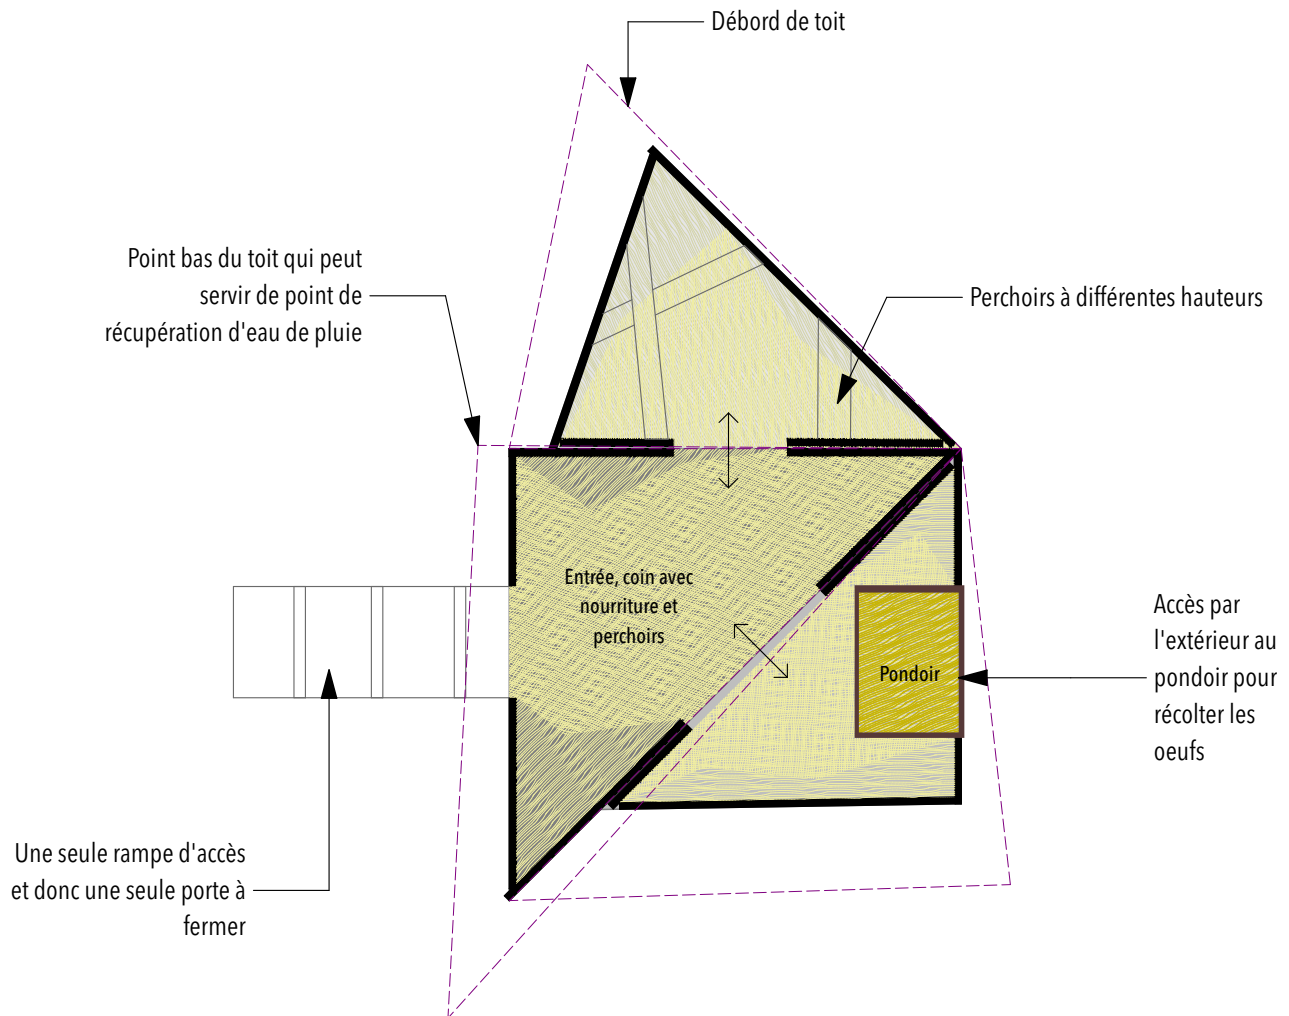 Débord de toit
Point bas du toit qui peut
servir de point de
récupération d'eau de pluie
Perchoirs à différentes hauteurs
Entrée, coin avec
nourriture et
perchoirs
Pondoir
Accès par
l'extérieur au
pondoir pour
récolter les
oeufs
Une seule rampe d'accès
et donc une seule porte à
fermer